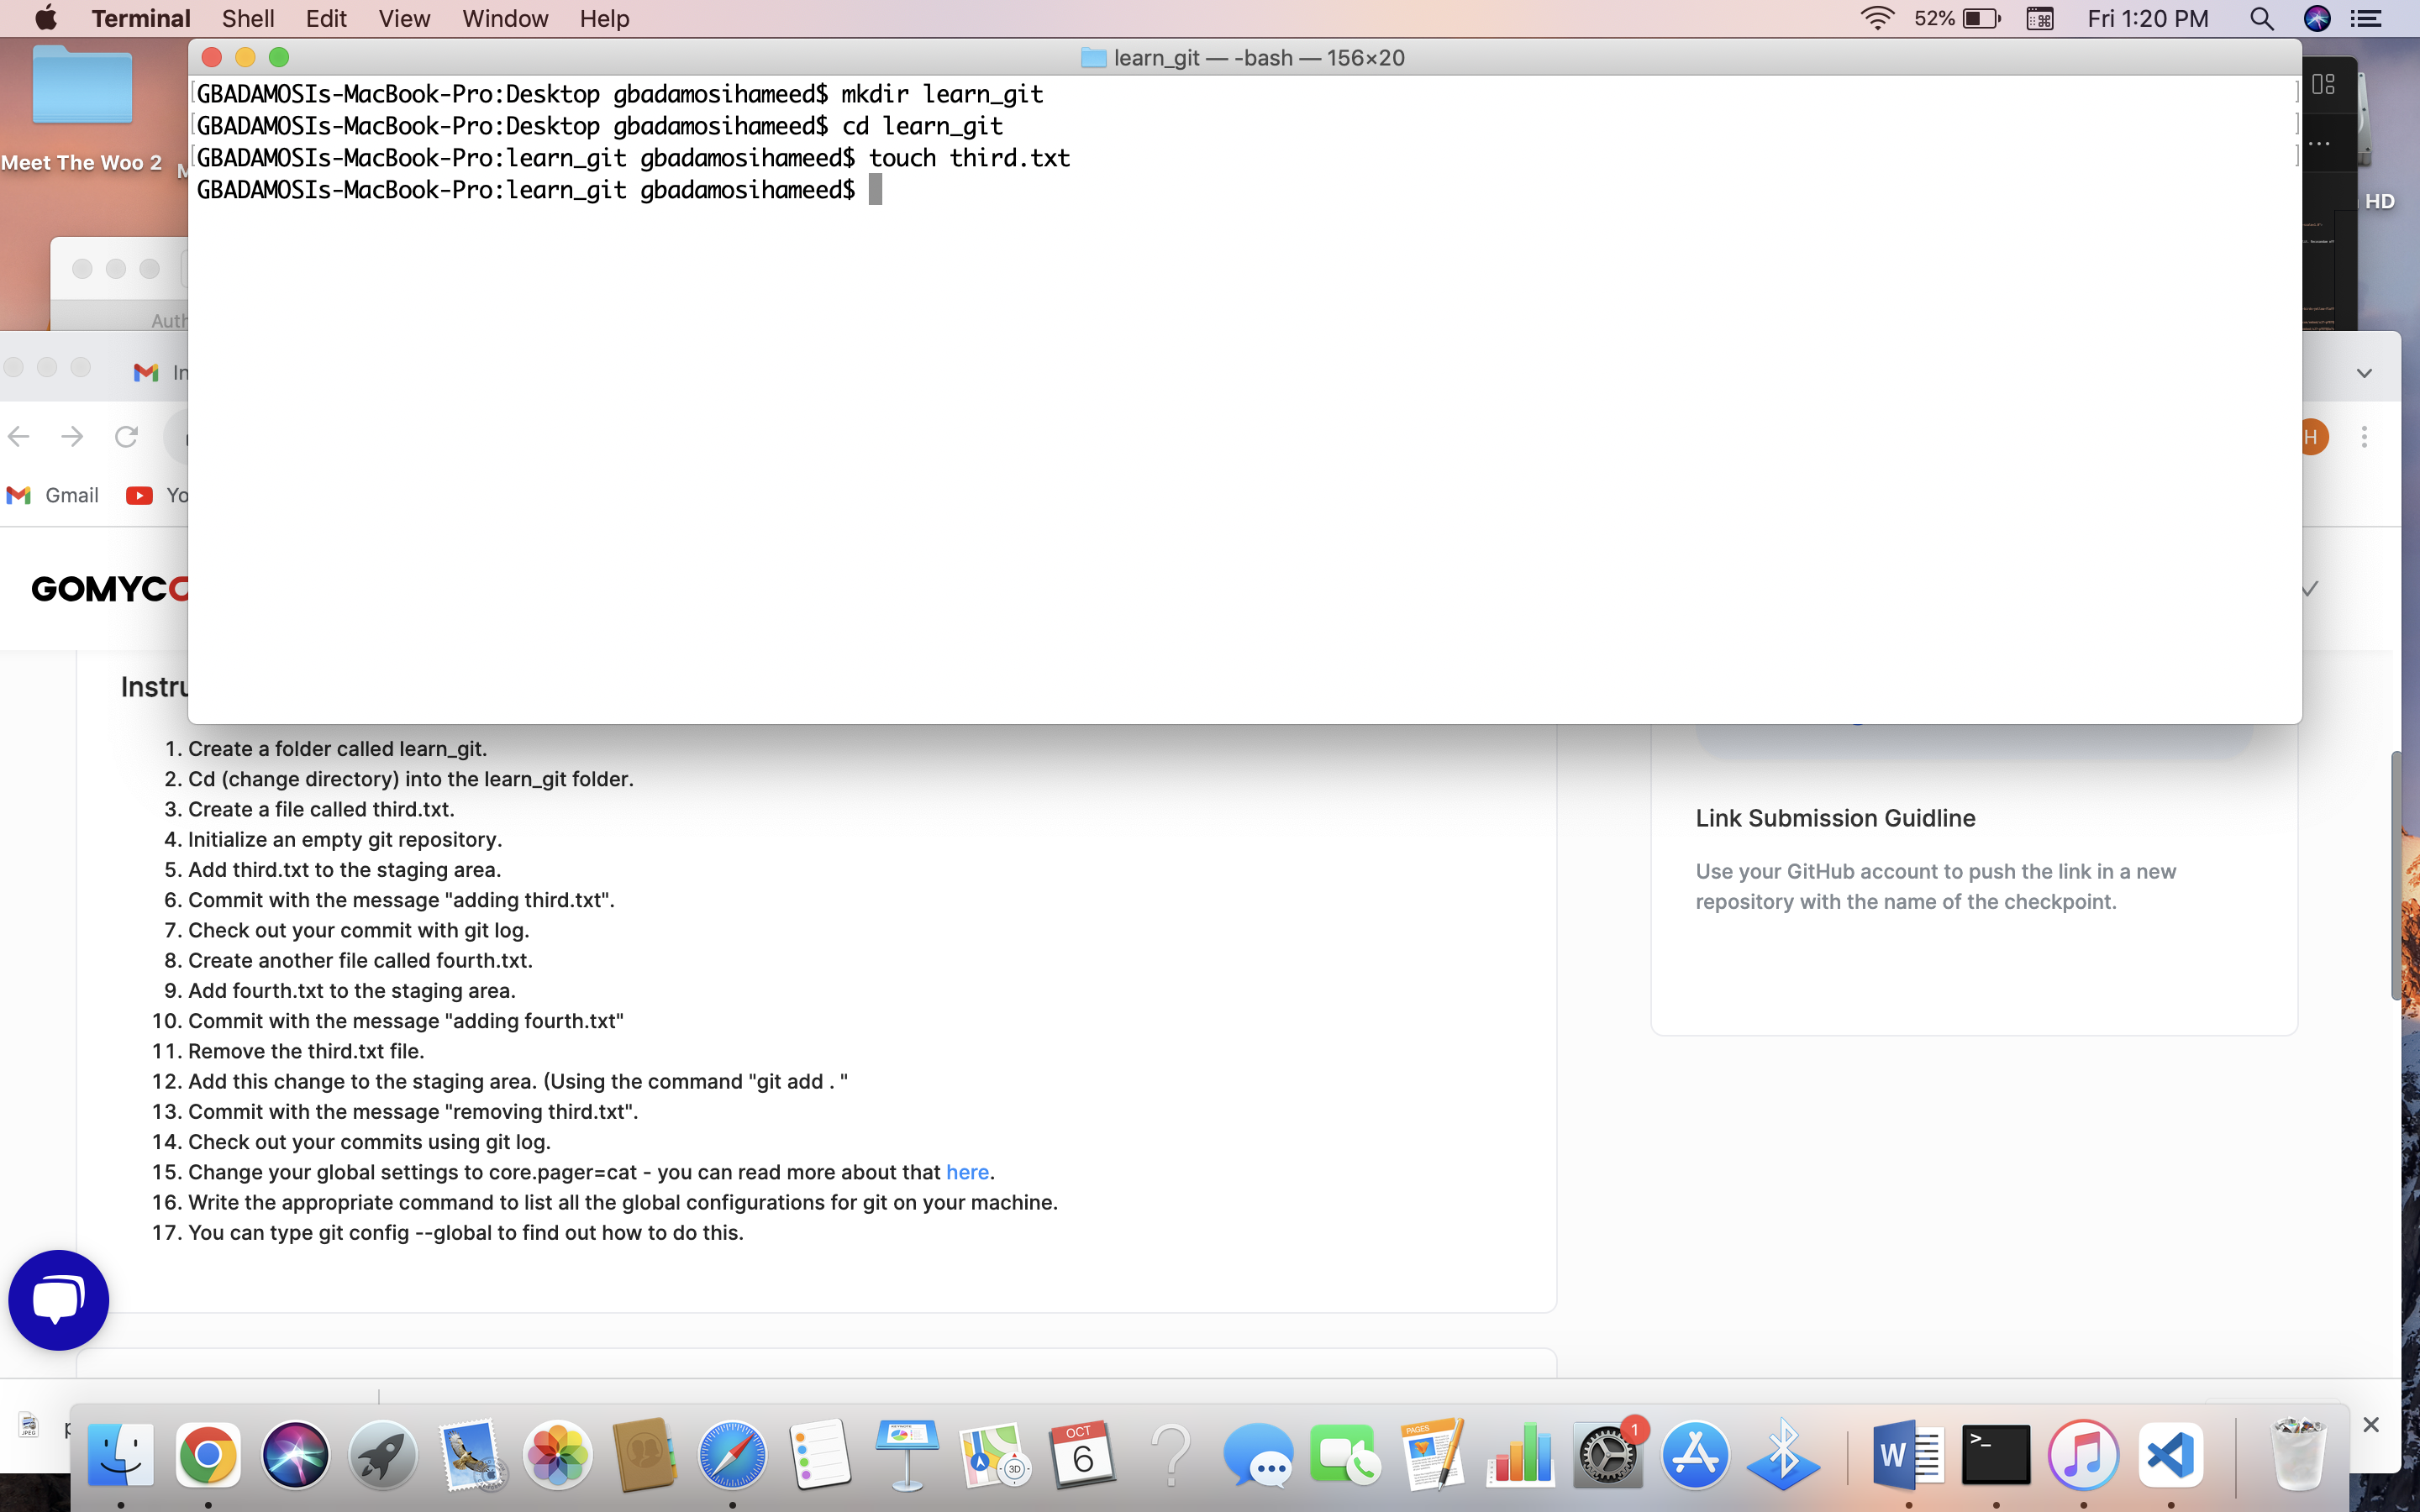 Terminal Shell Edit View Window Help 52% Fri 1:20 PM
learn_git — -bash — 156×20
GBADAMOSIs-MacBook-Pro:Desktop gbadamosihameed$ mkdir learn_git
GBADAMOSIs-MacBook-Pro:Desktop gbadamosihameed$ cd learn_git
GBADAMOSIs-MacBook-Pro:learn_git gbadamosihameed$ touch third.txt
GBADAMOSIs-MacBook-Pro:learn_git gbadamosihameed$
Meet The Woo 2
HD
H
Gmail
GOMYCO
1. Create a folder called learn_git.
2. Cd (change directory) into the learn_git folder.
3. Create a file called third.txt.
4. Initialize an empty git repository.
5. Add third.txt to the staging area.
6. Commit with the message "adding third.txt".
7. Check out your commit with git log.
8. Create another file called fourth.txt.
9. Add fourth.txt to the staging area.
10. Commit with the message "adding fourth.txt"
11. Remove the third.txt file.
12. Add this change to the staging area. (Using the command "git add . "
13. Commit with the message "removing third.txt".
14. Check out your commits using git log.
15. Change your global settings to core.pager=cat - you can read more about that here.
16. Write the appropriate command to list all the global configurations for git on your machine.
17. You can type git config --global to find out how to do this.
Link Submission Guidline
Use your GitHub account to push the link in a new
repository with the name of the checkpoint.
JPEG
OCT
6
3D
PAGES
1
W
>_